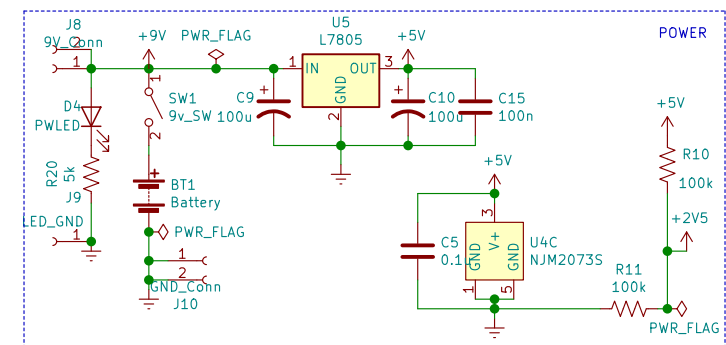 J8
9V_Conn
2
1
+9V
PWR_FLAG
U5
L7805
1
IN
OUT
3
GND
2
+5V
POWER
D4
PWLED
1
SW1
9v_SW
2
+
C9
100u
+
C10
100u
C15
100n
+5V
R10
100k
R20
5k
J9
LED_GND
1
+
BT1
Battery
PWR_FLAG
1
2
GND_Conn
J10
+5V
3
V+
GND
GND
1
5
U4C
NJM2073S
C5
0.1u
+2V5
R11
100k
PWR_FLAG